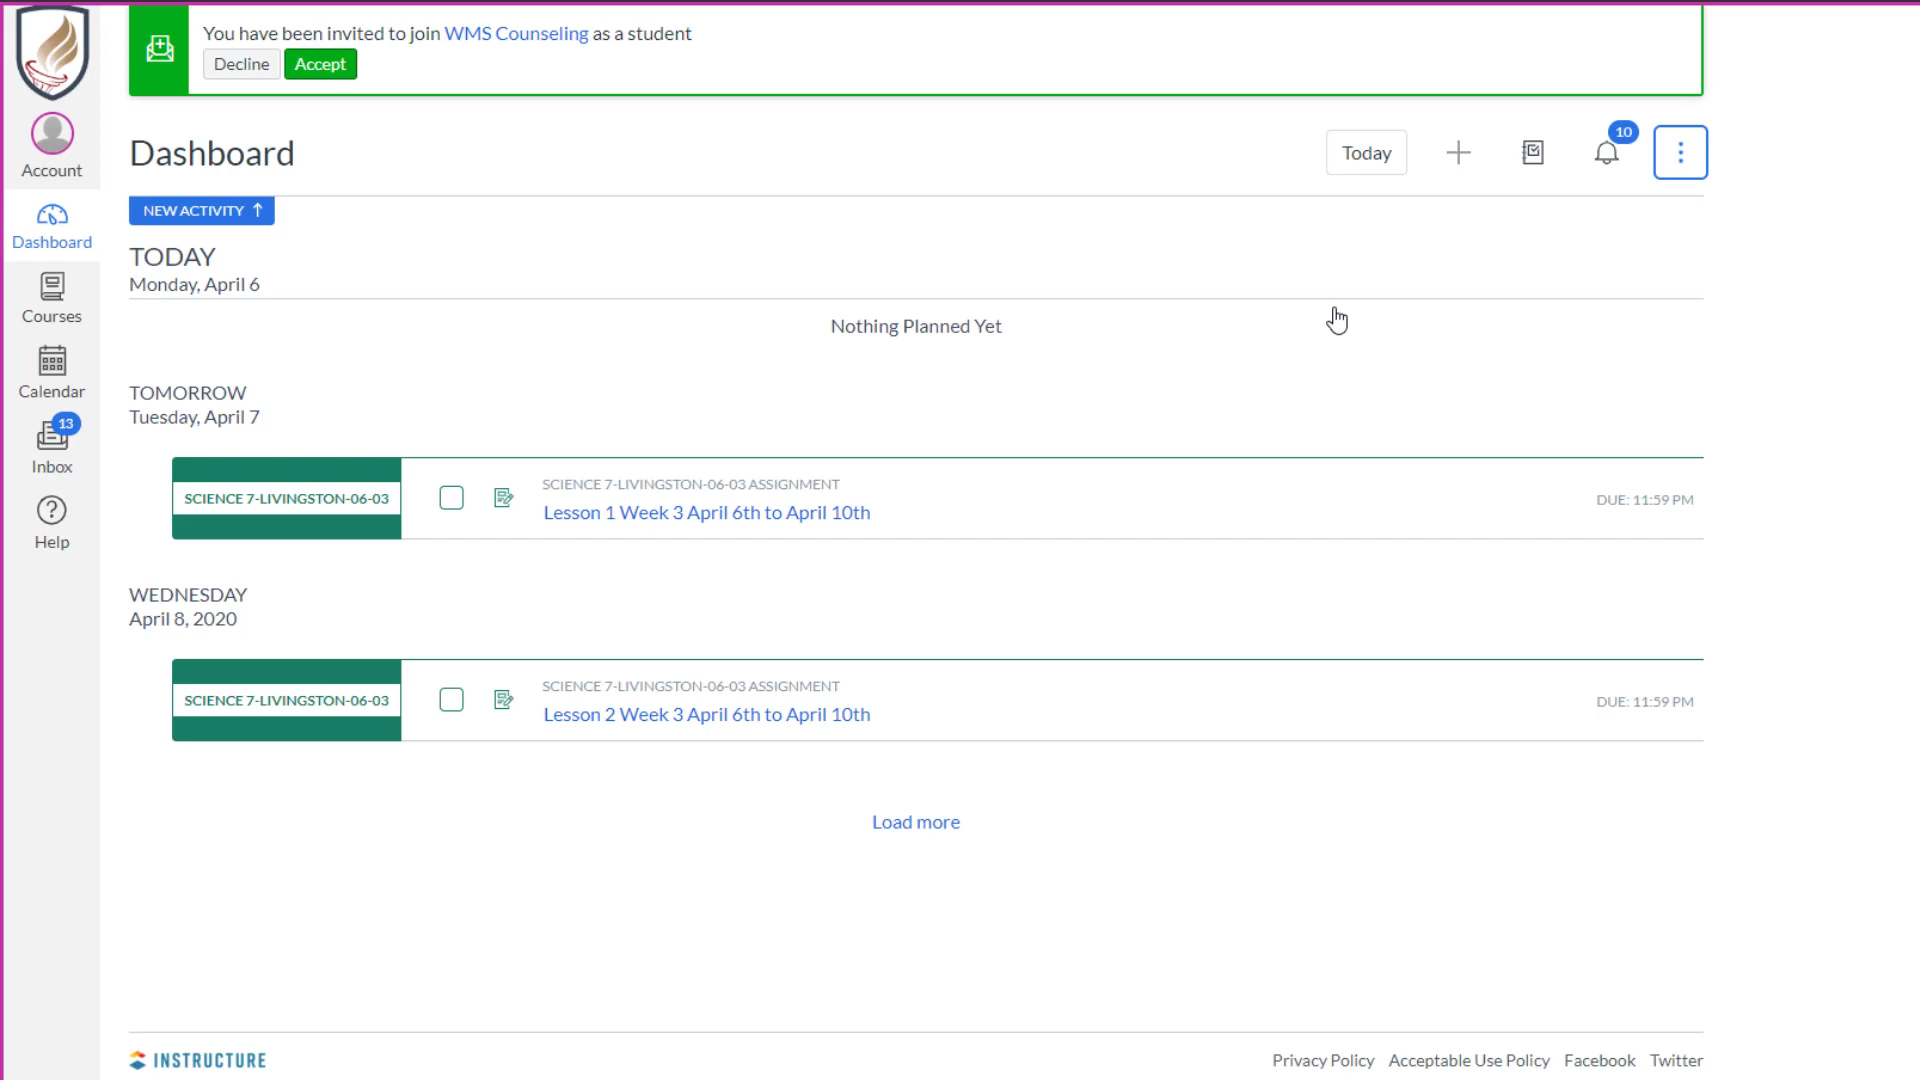 You have been invited to join WMS Counseling as a student
Decline Accept
Account
Dashboard
Courses
Calendar
13
Inbox
Help
Dashboard
Today
10
NEW ACTIVITY ↑
TODAY
Monday, April 6
Nothing Planned Yet
TOMORROW
Tuesday, April 7
SCIENCE 7-LIVINGSTON-06-03
SCIENCE 7-LIVINGSTON-06-03 ASSIGNMENT
Lesson 1 Week 3 April 6th to April 10th
DUE: 11:59 PM
WEDNESDAY
April 8, 2020
SCIENCE 7-LIVINGSTON-06-03
SCIENCE 7-LIVINGSTON-06-03 ASSIGNMENT
Lesson 2 Week 3 April 6th to April 10th
DUE: 11:59 PM
Load more
INSTRUCTURE
Privacy Policy Acceptable Use Policy Facebook Twitter